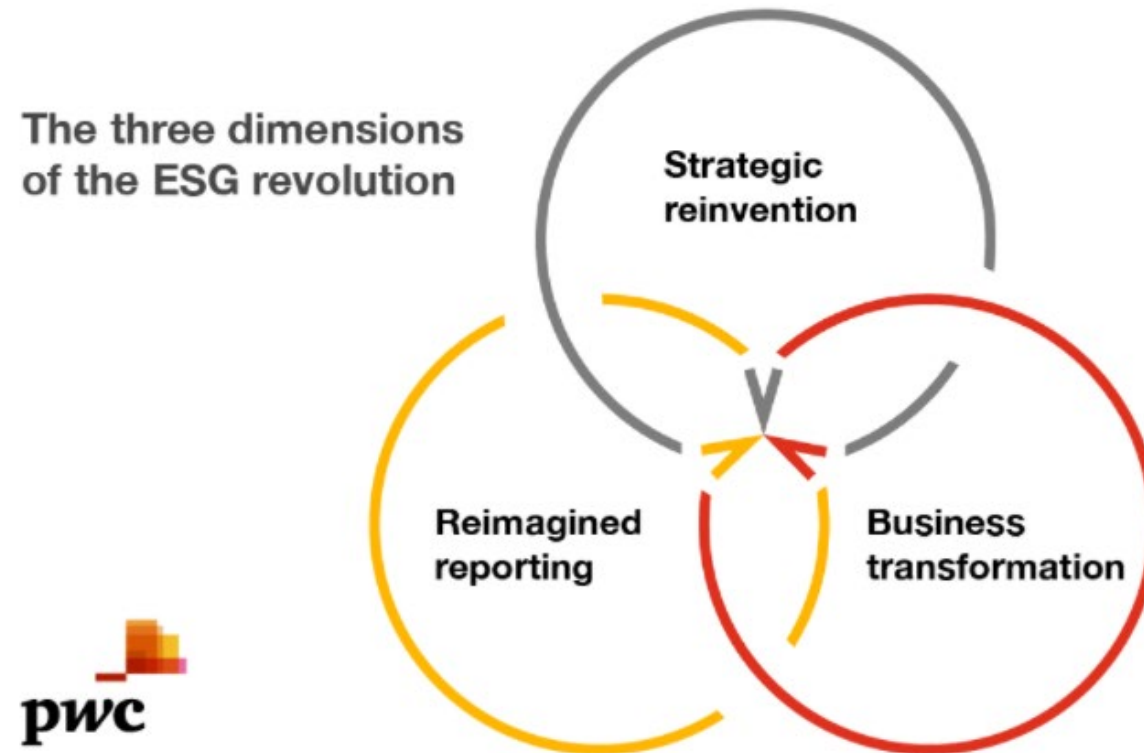 The three dimensions
of the ESG revolution
Strategic
reinvention
Reimagined
reporting
Business
transformation
pwc